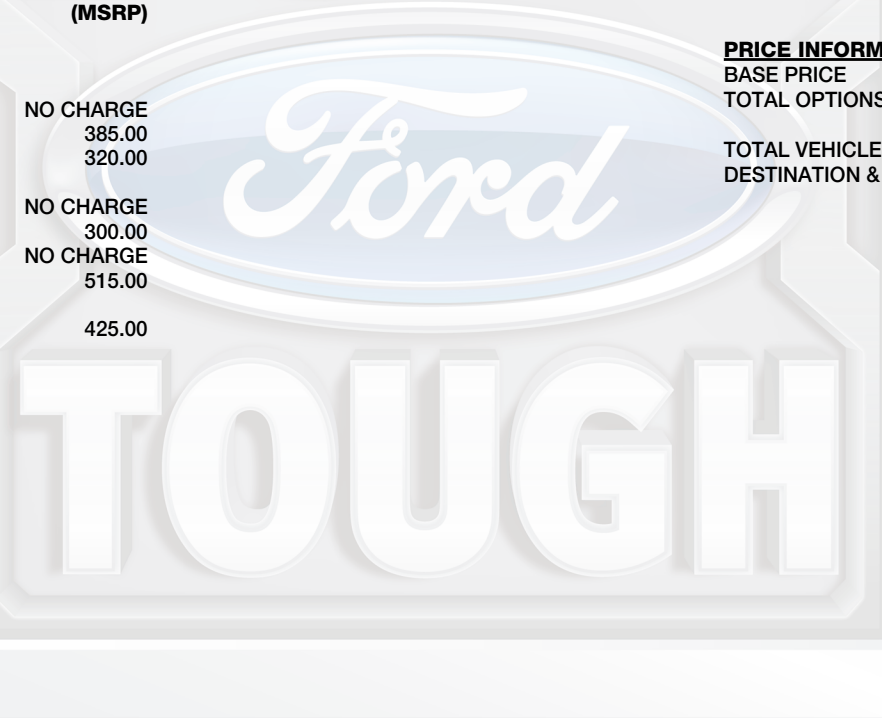 (MSRP)
NO CHARGE
385.00
320.00
NO CHARGE
300.00
NO CHARGE
515.00
425.00
PRICE INFORM
BASE PRICE
TOTAL OPTIONS
TOTAL VEHICLE
DESTINATION &
Ford
TOUGH